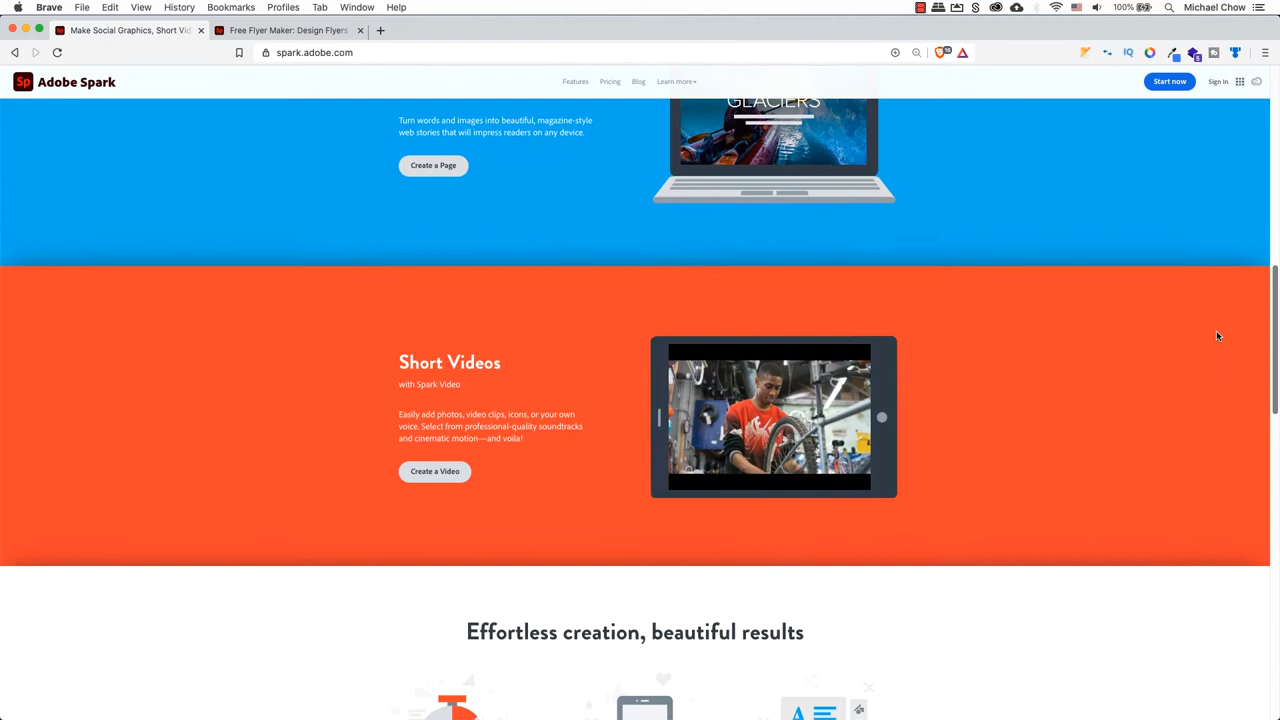 Brave File Edit View History Bookmarks Profiles Tab Window Help
100% Michael Chow
Make Social Graphics, Short Vid
Free Flyer Maker: Design Flyers
spark.adobe.com
Sp Adobe Spark
Features Pricing Blog Learn more
Start now Sign In
GLACIERS
Turn words and images into beautiful, magazine-style
web stories that will impress readers on any device.
Create a Page
Short Videos
with Spark Video
Easily add photos, video clips, icons, or your own
voice. Select from professional-quality soundtracks
and cinematic motion—and voila!
Create a Video
Effortless creation, beautiful results
A